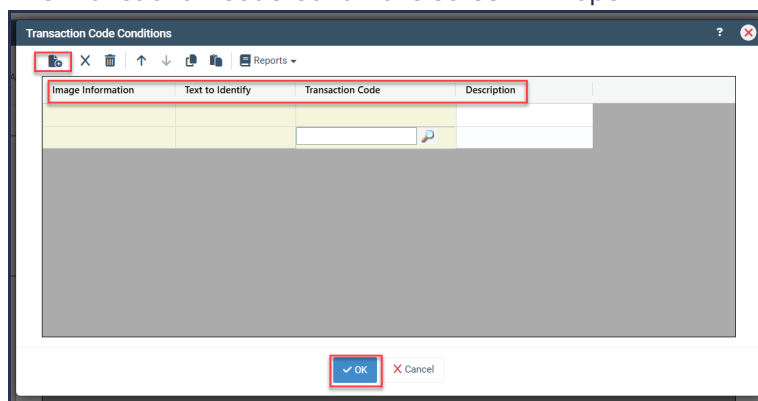 Transaction Code Conditions ?
Reports
Image Information Text to Identify Transaction Code Description
OK Cancel